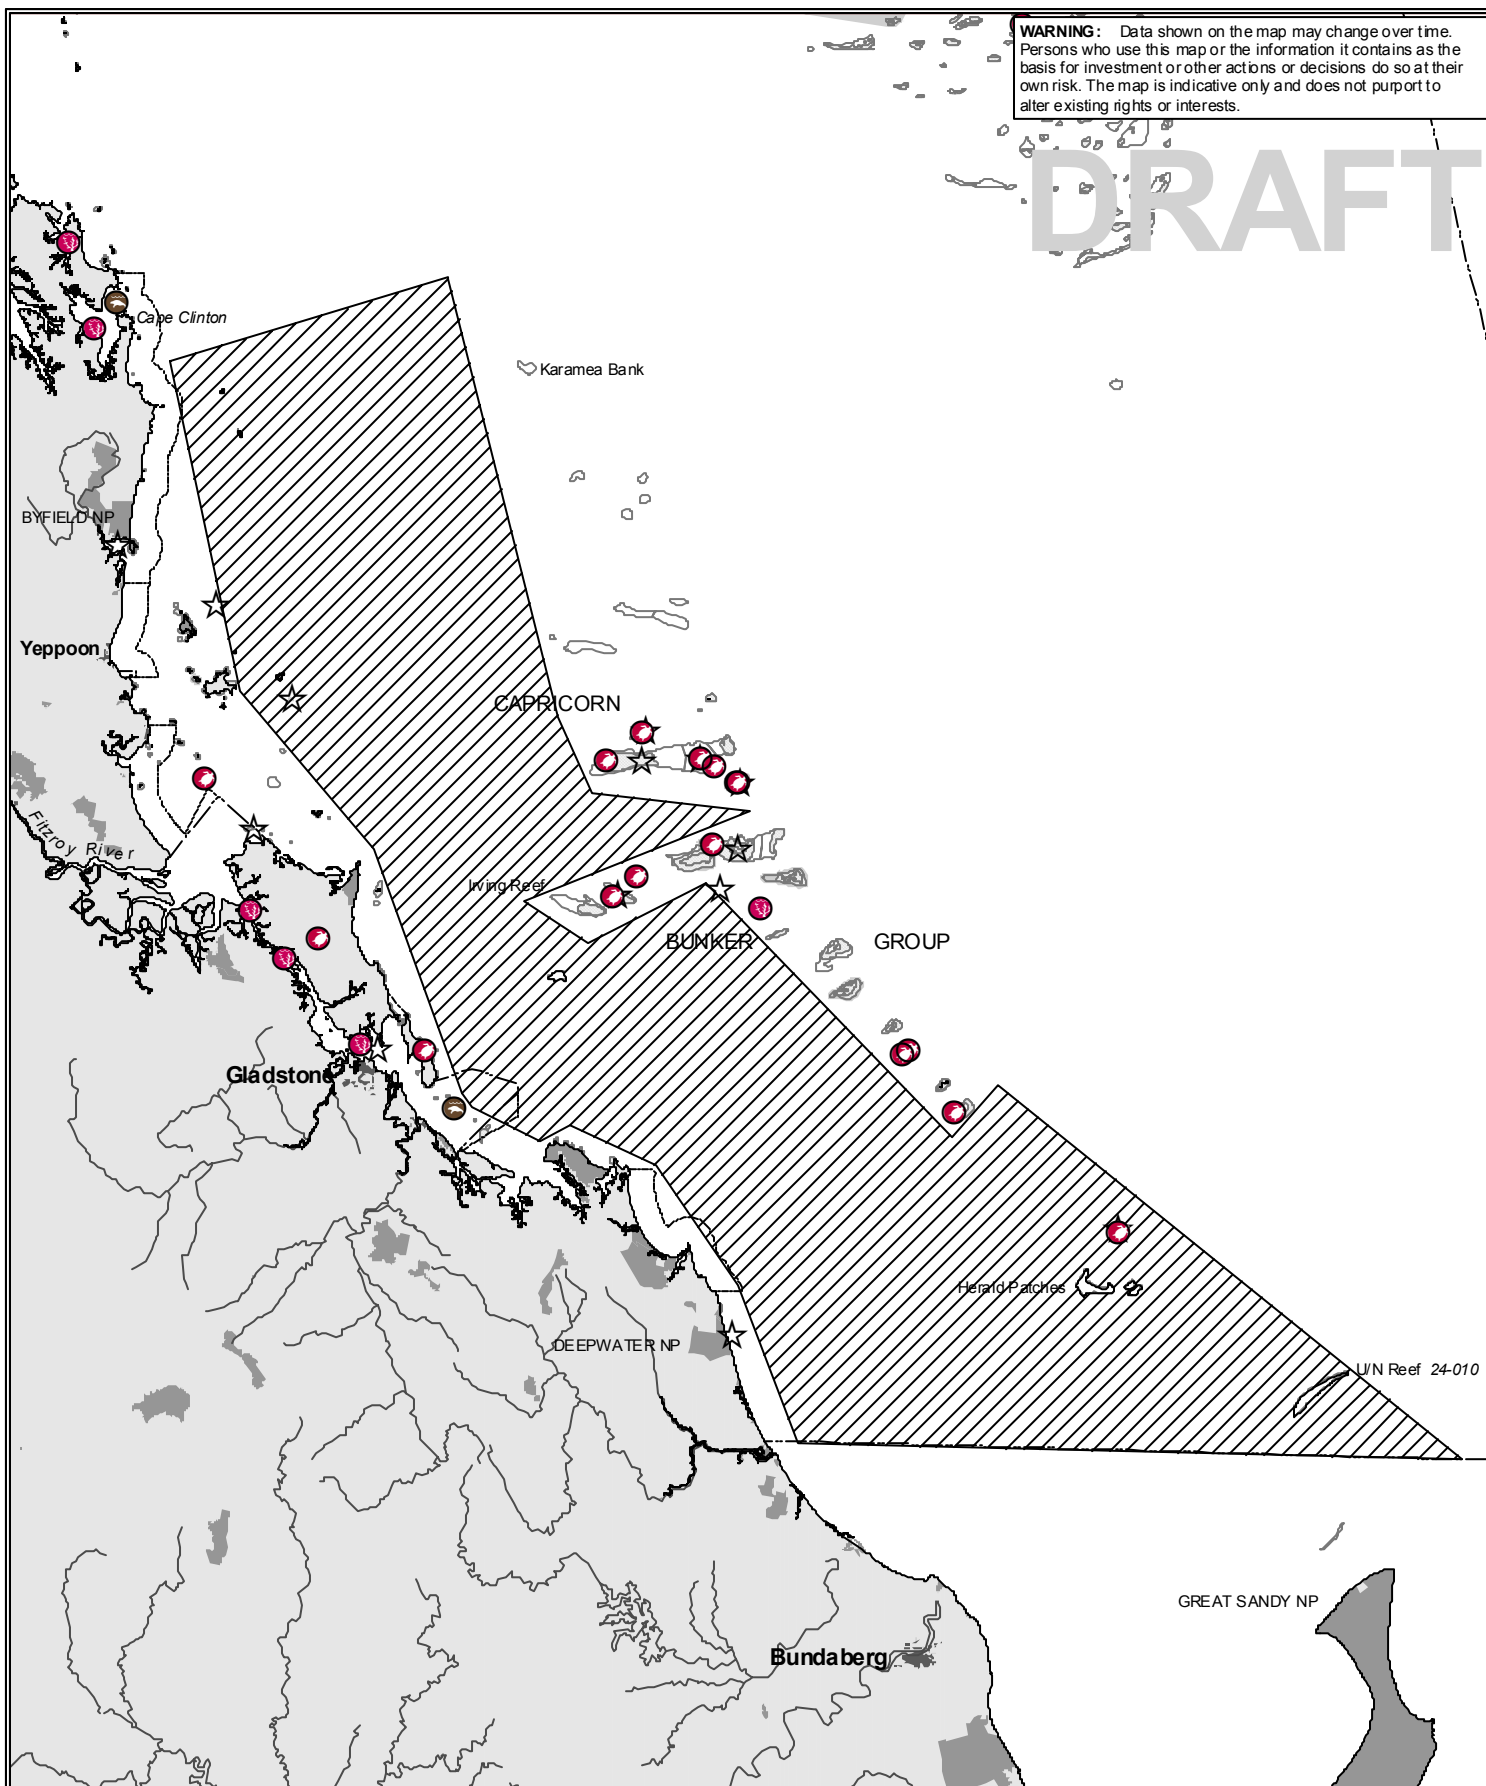 WARNING: Data shown on the map may change over time.
Persons who use this map or the information it contains as the
basis for investment or other actions or decisions do so at their
own risk. The map is indicative only and does not purport to
alter existing rights or interests.
DRAFT
Cape Clinton
Karamea Bank
BYFIELD NP
Yeppoon
CAPRICORN
Fitzroy River
Irving Reef
BUNKER GROUP
Gladstone
Herald Patches
DEEPWATER NP
U/N Reef 24-010
GREAT SANDY NP
Bundaberg